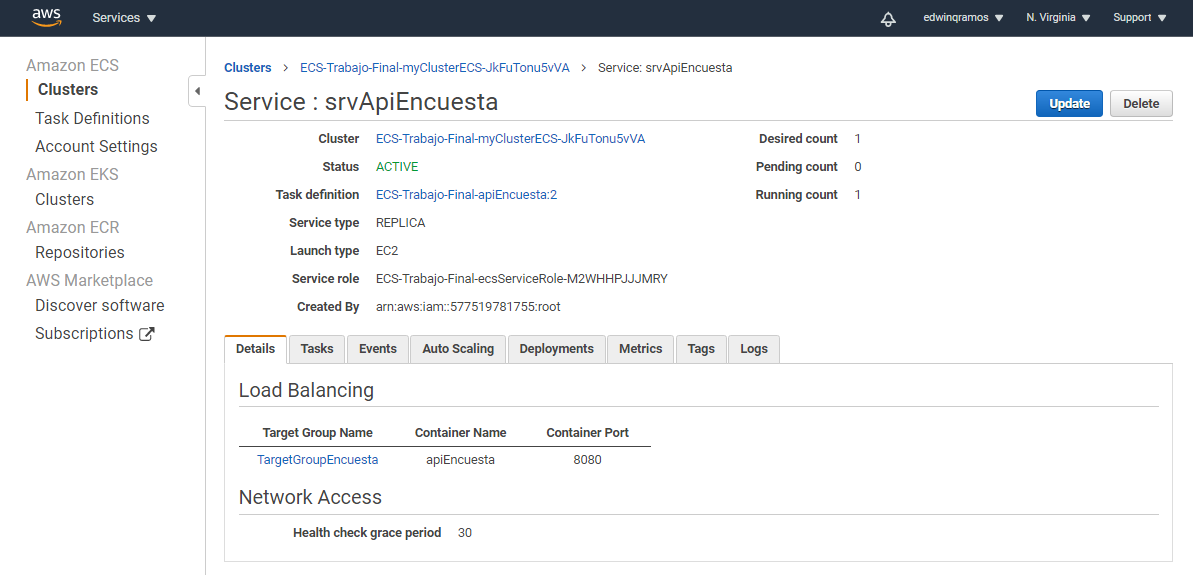 aws Services edwinqramos N. Virginia Support
Amazon ECS
Clusters
Task Definitions
Account Settings
Amazon EKS
Clusters
Amazon ECR
Repositories
AWS Marketplace
Discover software
Subscriptions
Clusters > ECS-Trabajo-Final-myClusterECS-JkFuTonu5vVA > Service: srvApiEncuesta
Service : srvApiEncuesta
Update Delete
Cluster ECS-Trabajo-Final-myClusterECS-JkFuTonu5vVA Desired count 1
Status ACTIVE Pending count 0
Task definition ECS-Trabajo-Final-apiEncuesta:2 Running count 1
Service type REPLICA
Launch type EC2
Service role ECS-Trabajo-Final-ecsServiceRole-M2WHHPJJJMRY
Created By arn:aws:iam::577519781755:root
Details Tasks Events Auto Scaling Deployments Metrics Tags Logs
Load Balancing
Target Group Name Container Name Container Port
TargetGroupEncuesta apiEncuesta 8080
Network Access
Health check grace period 30